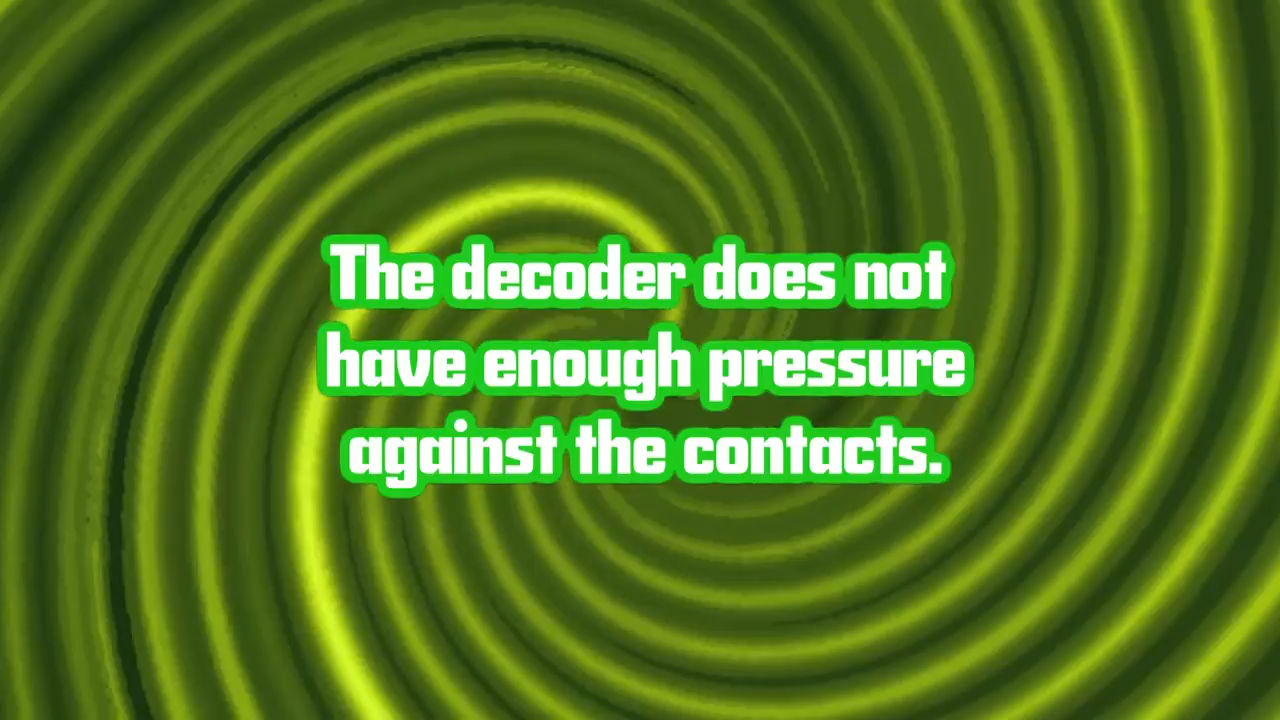 The decoder does not
have enough pressure
against the contacts.